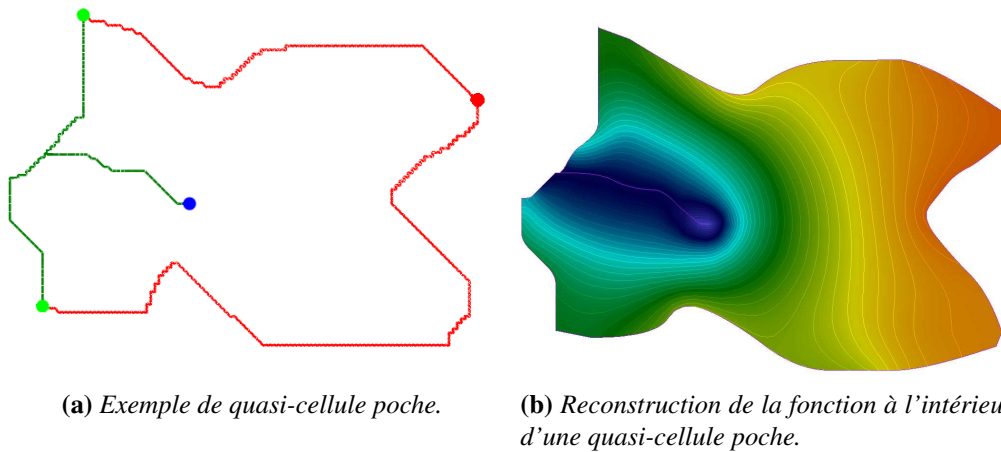 (a) Exemple de quasi-cellule poche.
(b) Reconstruction de la fonction à l'intérieu
d'une quasi-cellule poche.